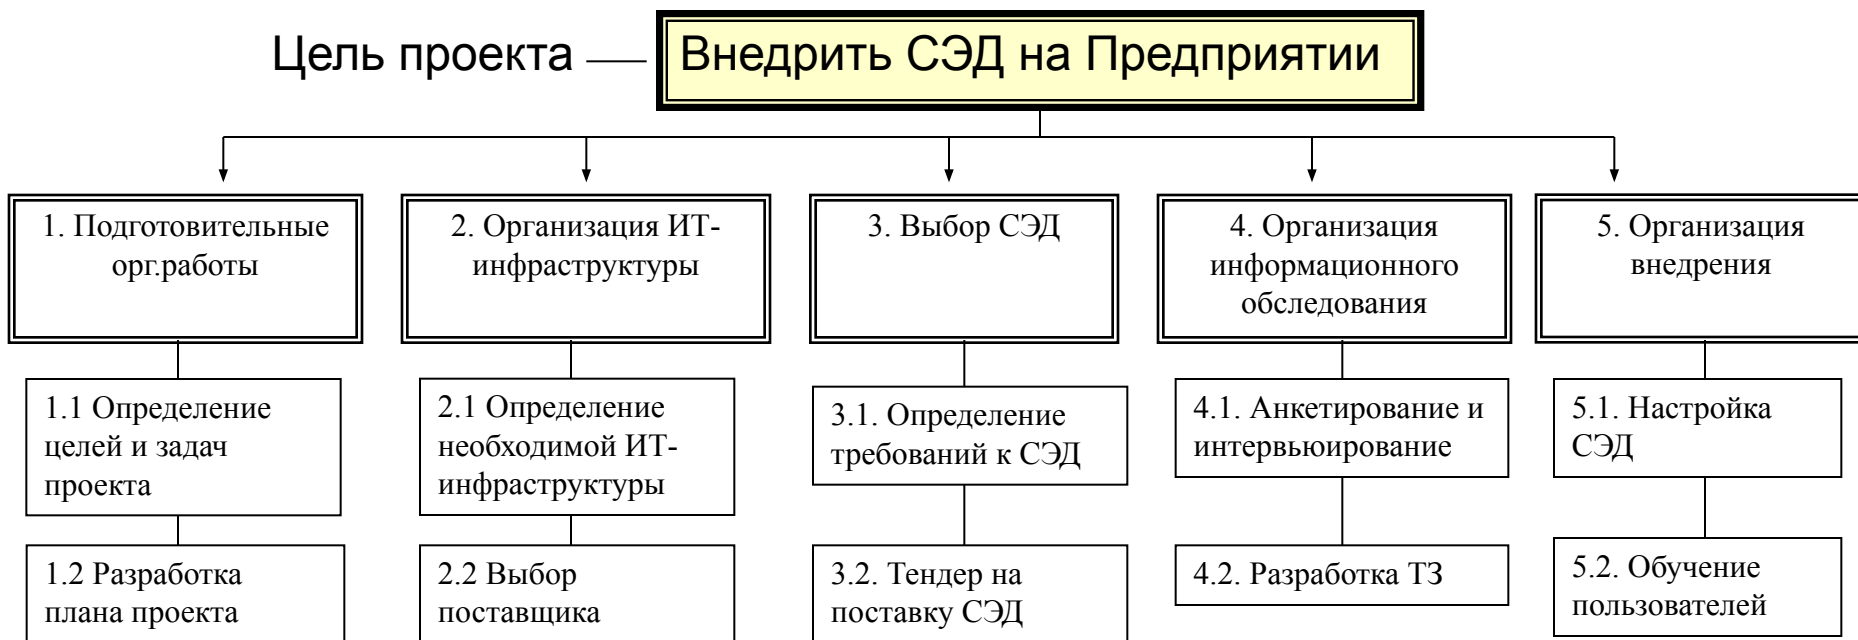 Цель проекта
Внедрить СЭД на Предприятии
1. Подготовительные
орг.работы
2. Организация ИТ-
инфраструктуры
3. Выбор СЭД
4. Организация
информационного
обследования
5. Организация
внедрения
1.1 Определение
целей и задач
проекта
2.1 Определение
необходимой ИТ-
инфраструктуры
3.1. Определение
требований к СЭД
4.1. Анкетирование и
интервьюирование
5.1. Настройка
СЭД
1.2 Разработка
плана проекта
2.2 Выбор
поставщика
3.2. Тендер на
поставку СЭД
4.2. Разработка ТЗ
5.2. Обучение
пользователей